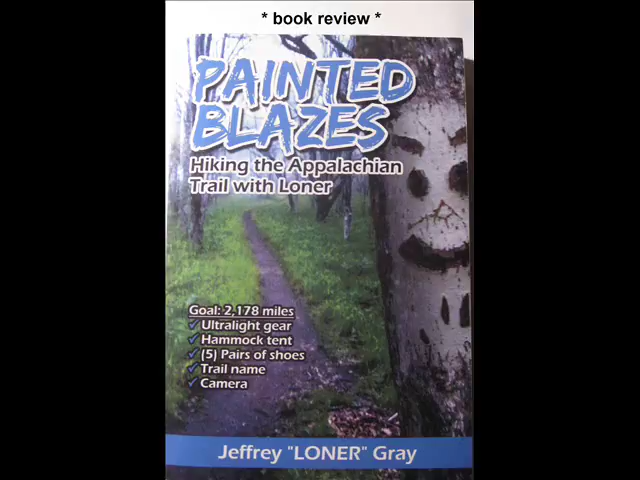 * book review *
PAINTED
BLAZES
Hiking the Appalachian
Trail with Loner
Goal: 2,178 miles
✓Ultralight gear
✓Hammock tent
✓(5) Pairs of shoes
✓Trail name
✓Camera
Jeffrey "LONER" Gray